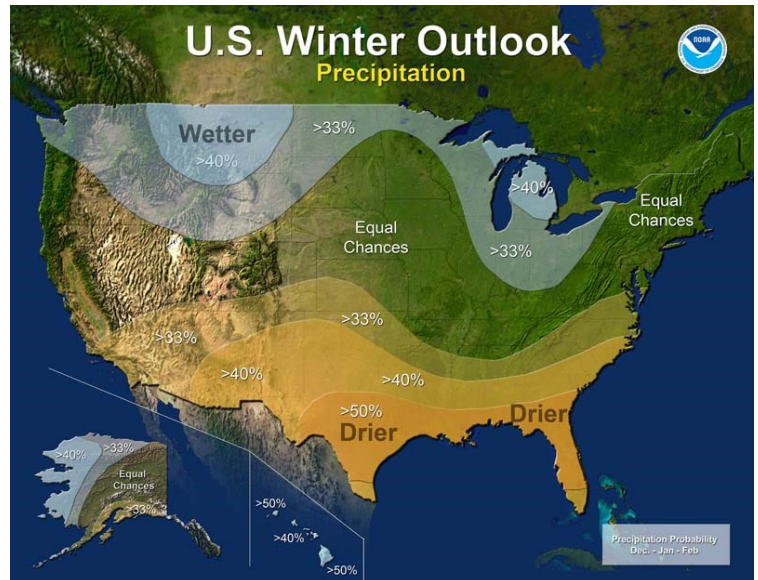 U.S. Winter Outlook
Precipitation
NOAA
Wetter
>40%
>33%
>40%
Equal
Chances
Equal
Chances
>33%
>33%
>33%
>40%
>40%
>50%
Drier
Drier
>40%
>33%
Equal
Chances
>33%
>50%
>40%
>50%
Precipitation Probability
Dec. - Jan - Feb